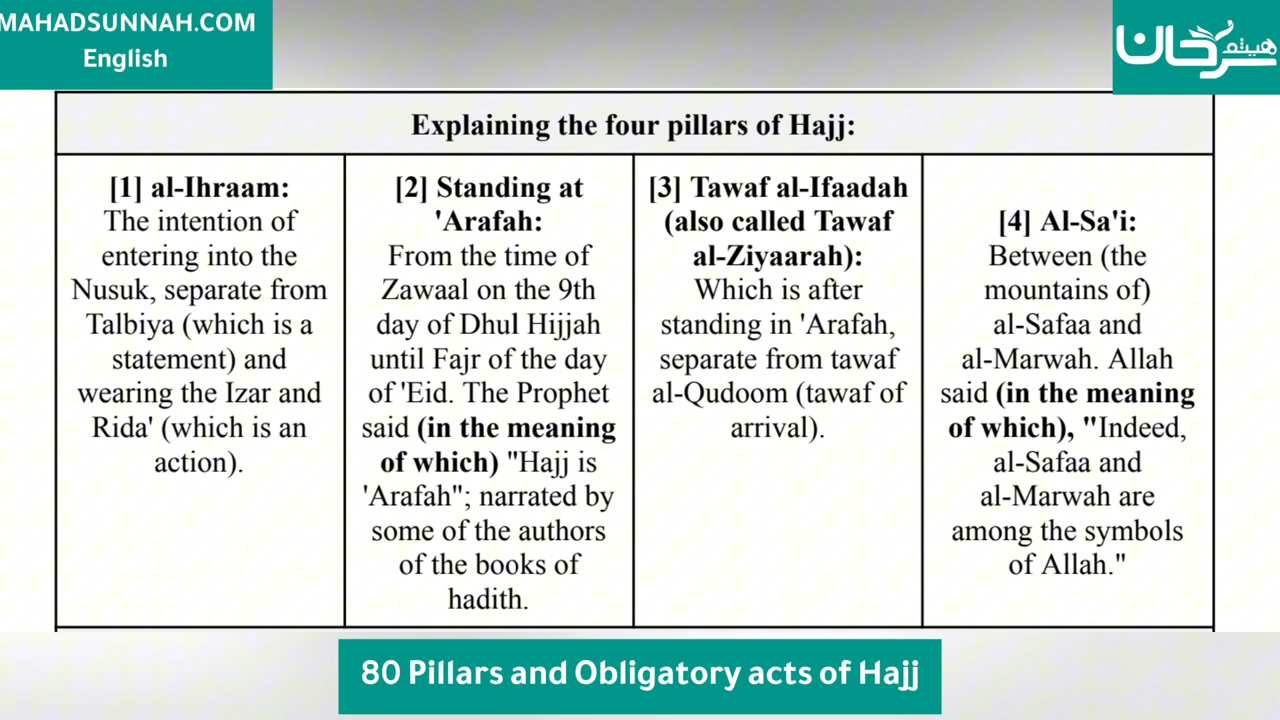 MAHADSUNNAH.COM
English
هيثم
سرحان
Explaining the four pillars of Hajj:
[1] al-Ihraam:
The intention of
entering into the
Nusuk, separate from
Talbiya (which is a
statement) and
wearing the Izar and
Rida' (which is an
action).
[2] Standing at
'Arafah:
From the time of
Zawaal on the 9th
day of Dhul Hijjah
until Fajr of the day
of 'Eid. The Prophet
said (in the meaning
of which) "Hajj is
'Arafah"; narrated by
some of the authors
of the books of
hadith.
[3] Tawaf al-Ifaadah
(also called Tawaf
al-Ziyaarah):
Which is after
standing in 'Arafah,
separate from tawaf
al-Qudoom (tawaf of
arrival).
[4] Al-Sa'i:
Between (the
mountains of)
al-Safaa and
al-Marwah. Allah
said (in the meaning
of which), "Indeed,
al-Safaa and
al-Marwah are
among the symbols
of Allah."
80 Pillars and Obligatory acts of Hajj